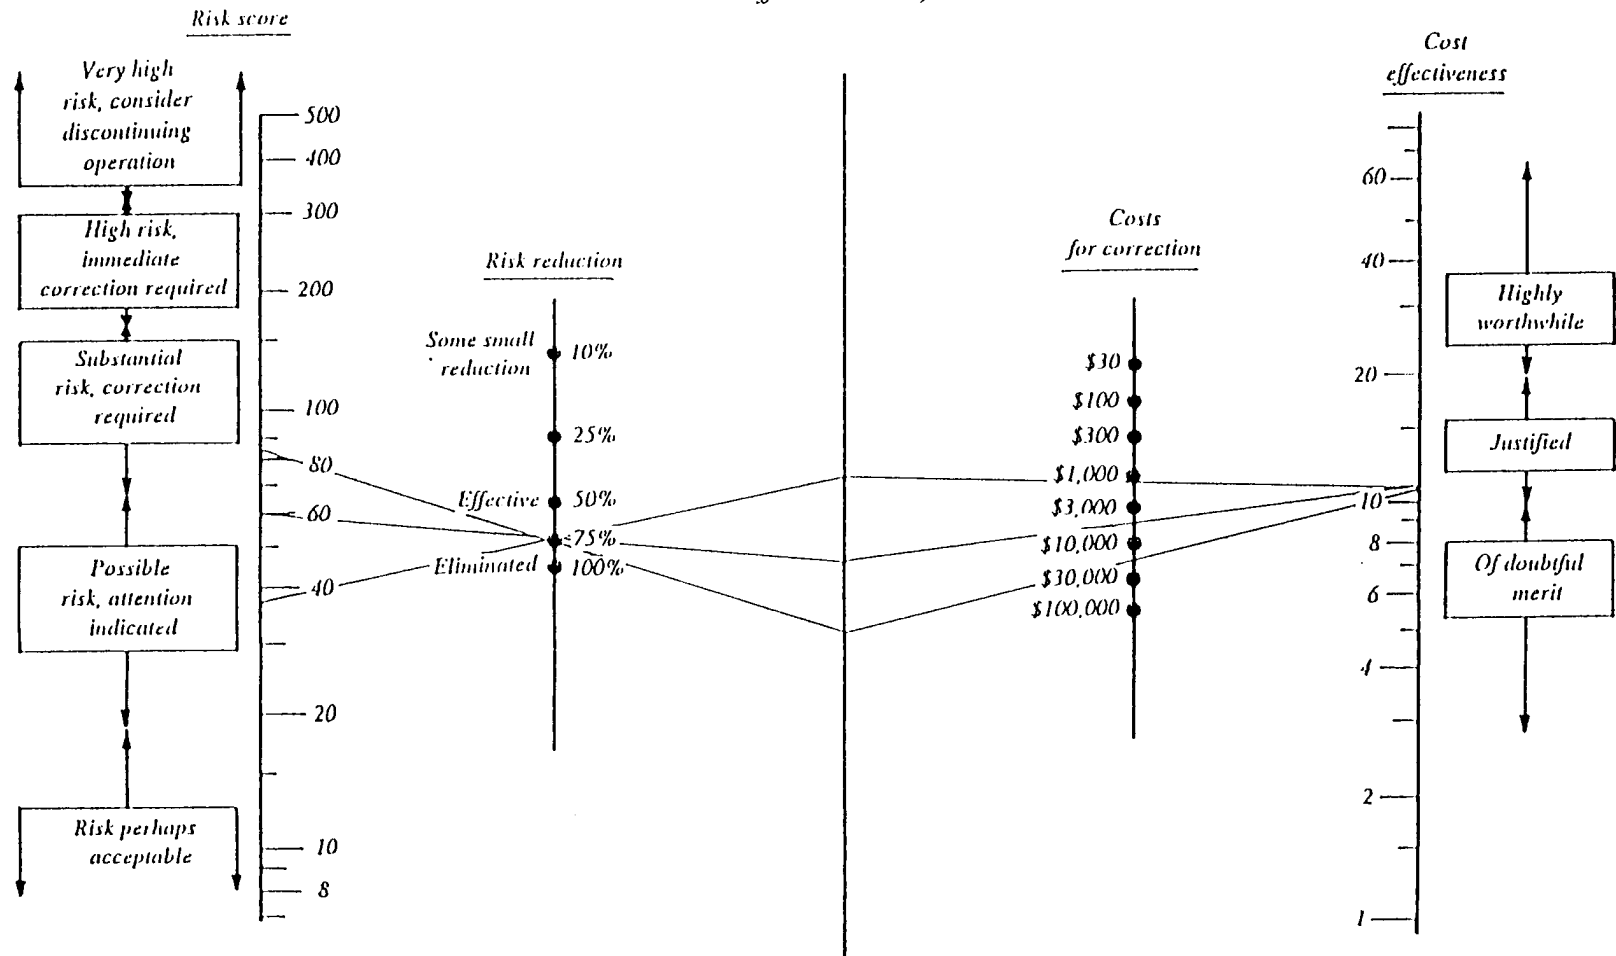 Risk score
Very high
risk, consider
discontinuing
operation
High risk,
immediate
correction required
Substantial
risk, correction
required
Possible
risk, attention
indicated
Risk perhaps
acceptable
500
400
300
200
100
80
60
40
20
10
8
Risk reduction
Some small
reduction
10%
25%
Effective 50%
75%
Eliminated 100%
Costs
for correction
$30
$100
$300
$1,000
$3,000
$10,000
$30,000
$100,000
Cost
effectiveness
60
40
20
10
8
6
4
2
1
Highly
worthwhile
Justified
Of doubtful
merit